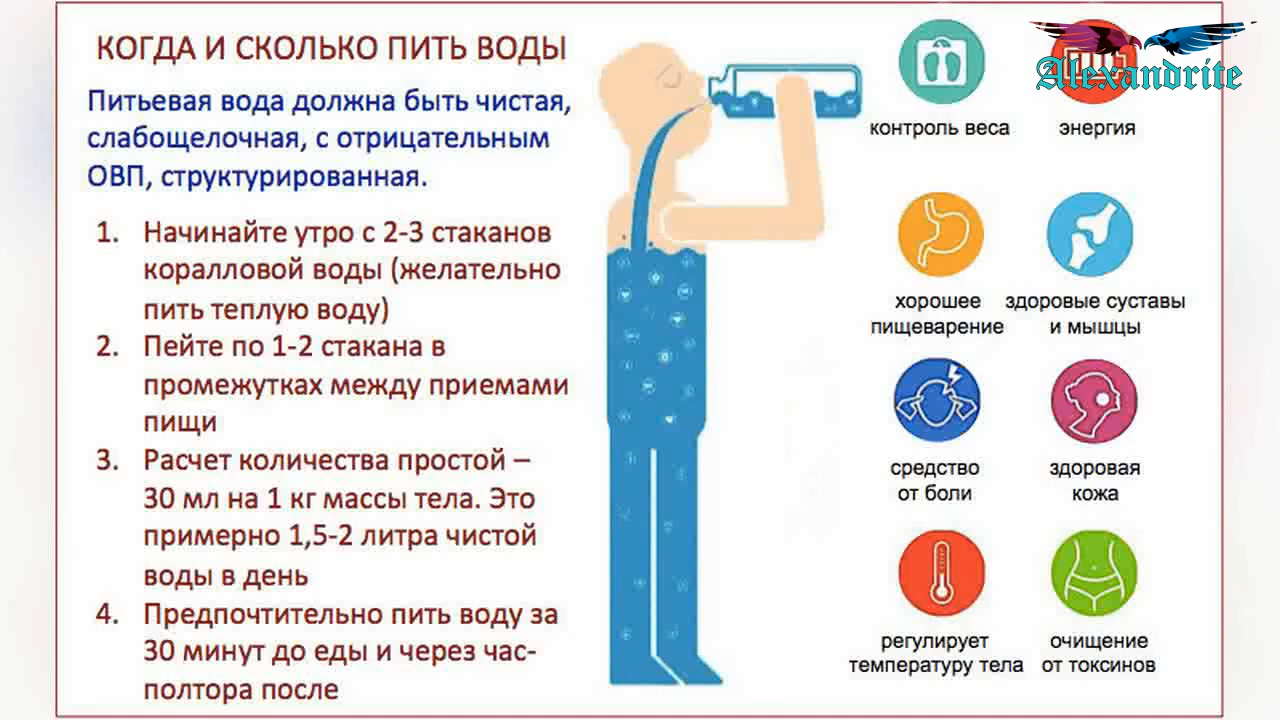 КОГДА И СКОЛЬКО ПИТЬ ВОДЫ
Питьевая вода должна быть чистая,
слабощелочная, с отрицательным
ОВП, структурированная.
1. Начинайте утро с 2-3 стаканов
коралловой воды (желательно
пить теплую воду)
2. Пейте по 1-2 стакана в
промежутках между приемами
пищи
3. Расчет количества простой –
30 мл на 1 кг массы тела. Это
примерно 1,5-2 литра чистой
воды в день
4. Предпочтительно пить воду за
30 минут до еды и через час-
полтора после
Alexandrite
контроль веса
энергия
хорошее
пищеварение
здоровые суставы
и мышцы
средство
от боли
здоровая
кожа
регулирует
температуру тела
очищение
от токсинов